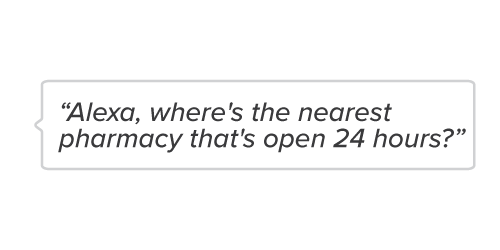 “Alexa, where's the nearest
pharmacy that's open 24 hours?”